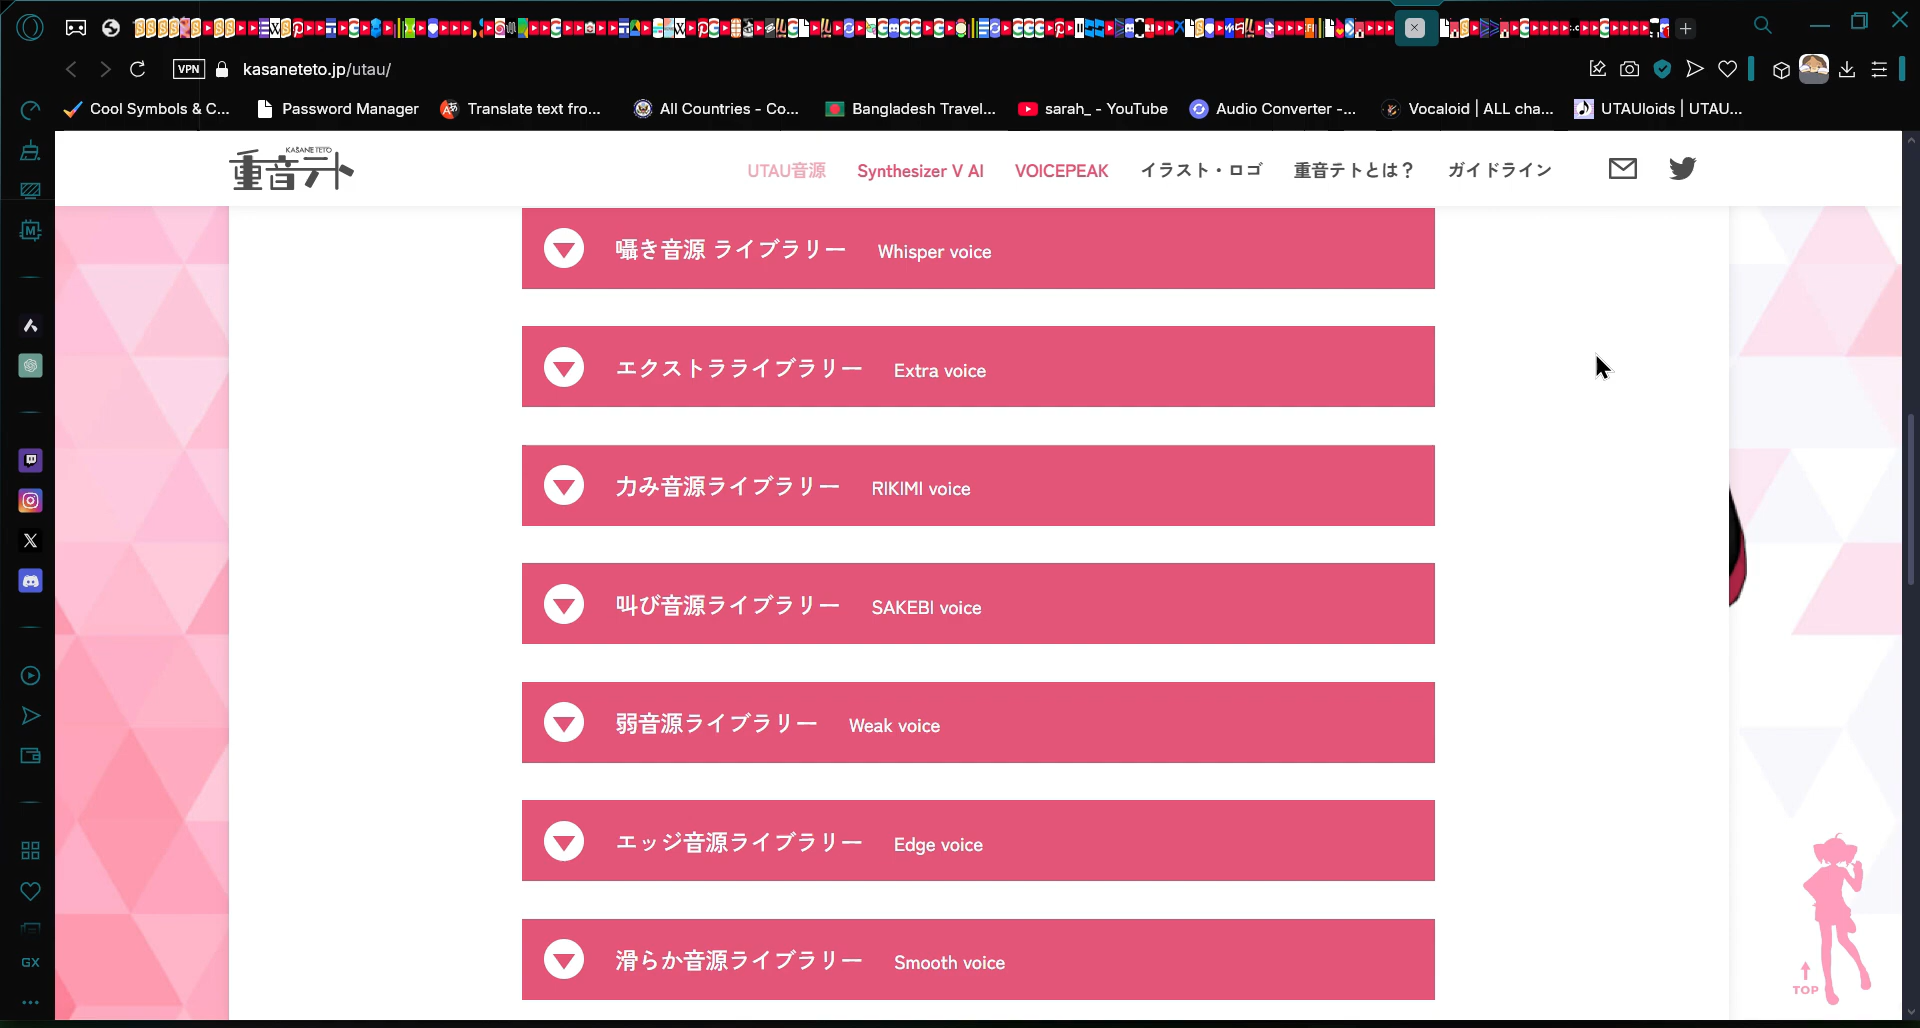 VPN kasaneteto.jp/utau/
Cool Symbols & C... Password Manager Translate text fro... All Countries - Co... Bangladesh Travel... sarah_ - YouTube Audio Converter -... Vocaloid | ALL cha... UTAUloids | UTAU...
KASANE TETO
重音テト
UTAU音源 Synthesizer V AI VOICEPEAK イラスト・ロゴ 重音テトとは？ ガイドライン
囁き音源 ライブラリー Whisper voice
エクストラライブラリー Extra voice
力み音源ライブラリー RIKIMI voice
叫び音源ライブラリー SAKEBI voice
弱音源ライブラリー Weak voice
エッジ音源ライブラリー Edge voice
滑らか音源ライブラリー Smooth voice
GX
TOP